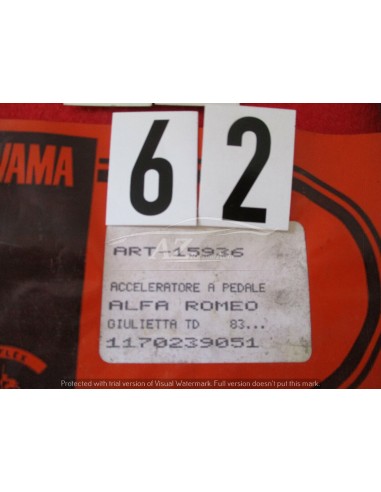 62
VAMA
ART 15936
AZ
ACCELERATORE A PEDALE
ALFA ROMEO
GIULIETTA TD 83...
1170239051
Protected with trial version of Visual Watermark. Full version doesn't put this mark.